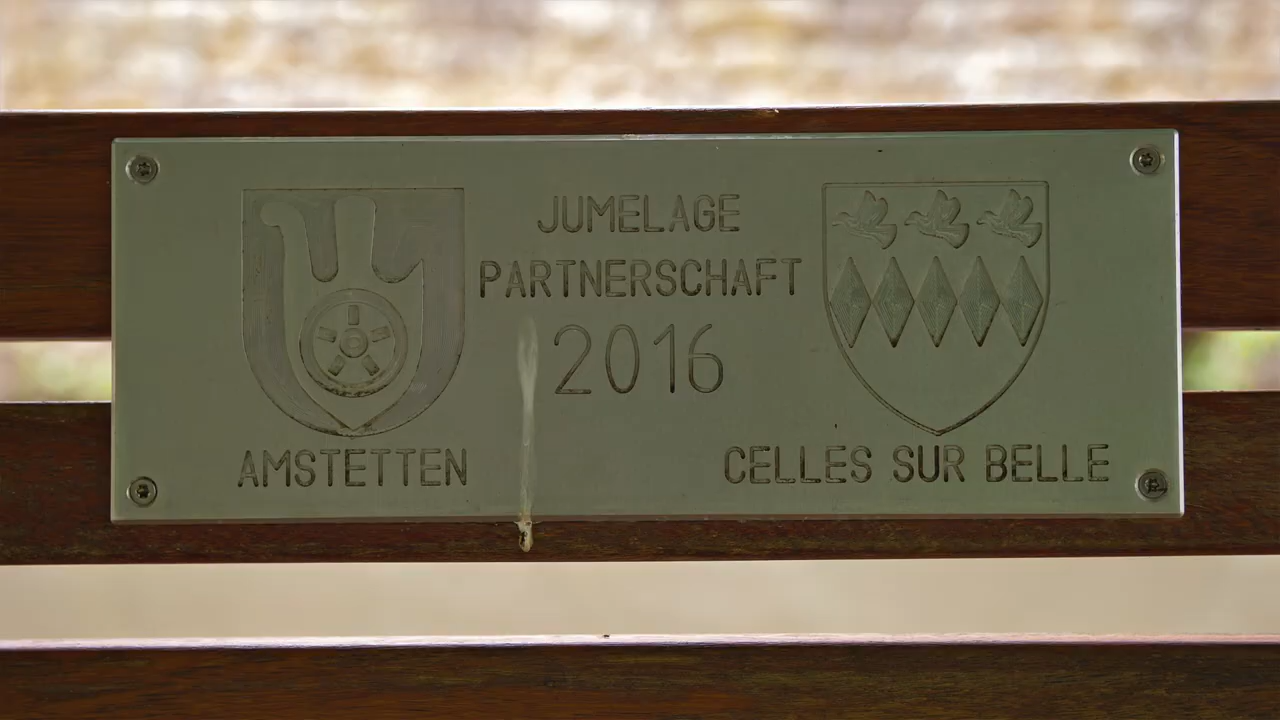 JUMELAGE
PARTNERSCHAFT
2016
AMSTETTEN
CELLES SUR BELLE